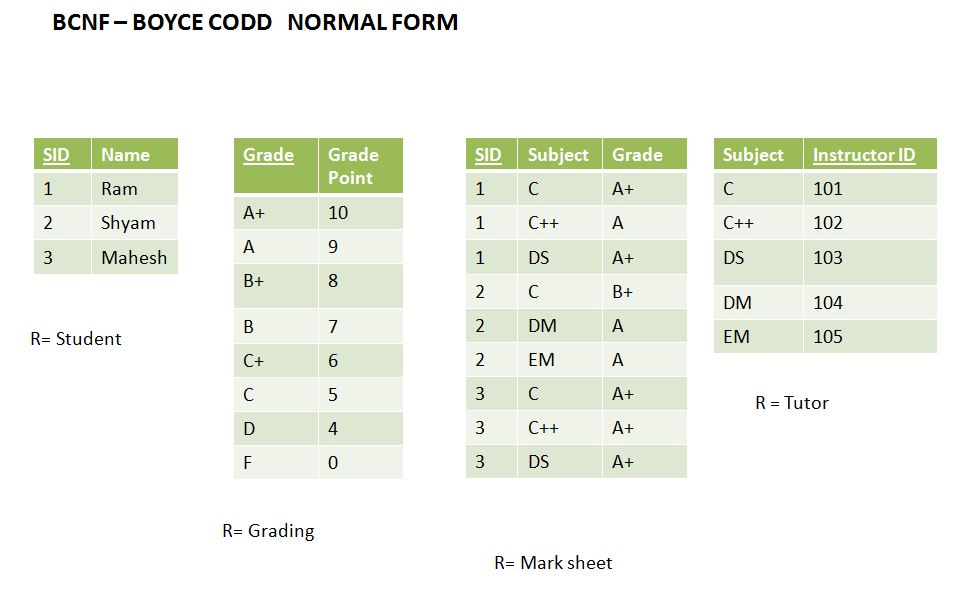 BCNF – BOYCE CODD NORMAL FORM
SID Name
1 Ram
2 Shyam
3 Mahesh
R= Student
Grade Grade
Point
A+ 10
A 9
B+ 8
B 7
C+ 6
C 5
D 4
F 0
R= Grading
SID Subject Grade
1 C A+
1 C++ A
1 DS A+
2 C B+
2 DM A
2 EM A
3 C A+
3 C++ A+
3 DS A+
R= Mark sheet
Subject Instructor ID
C 101
C++ 102
DS 103
DM 104
EM 105
R = Tutor